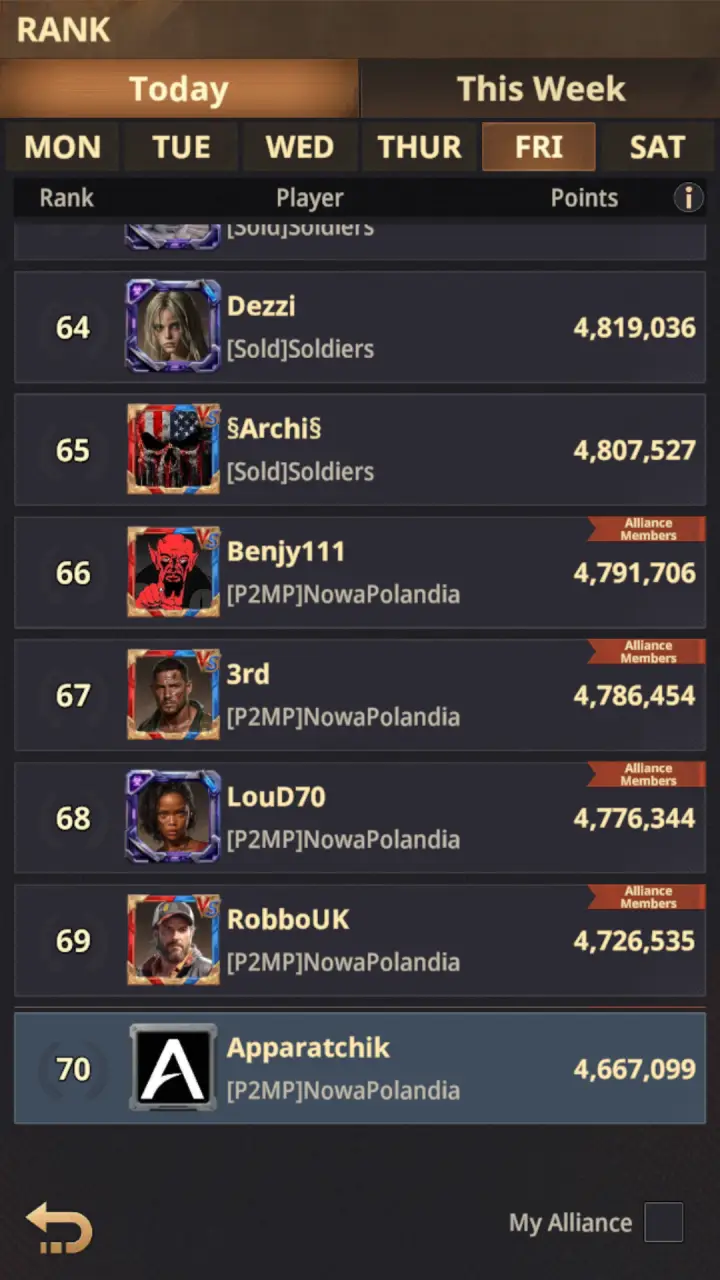 RANK
Today
This Week
MON TUE WED THUR FRI SAT
Rank Player Points i
[Sold]Soldiers
64
Dezzi
[Sold]Soldiers
4,819,036
65
§Archi§
[Sold]Soldiers
4,807,527
Alliance
Members
66
Benjy111
[P2MP]NowaPolandia
4,791,706
Alliance
Members
67
3rd
[P2MP]NowaPolandia
4,786,454
Alliance
Members
68
LouD70
[P2MP]NowaPolandia
4,776,344
Alliance
Members
69
RobboUK
[P2MP]NowaPolandia
4,726,535
70
Apparatchik
[P2MP]NowaPolandia
4,667,099
My Alliance